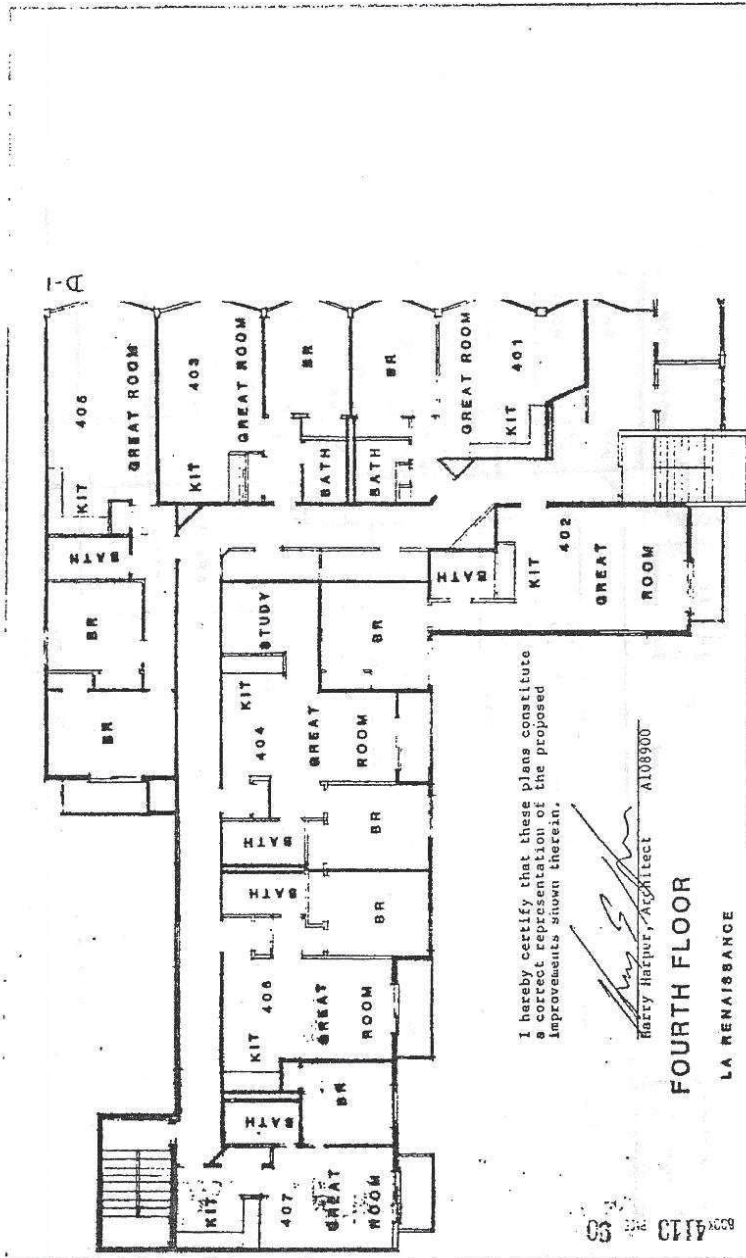 D-1
405
KIT
GREAT ROOM
BATH
BR
BR
403
KIT
GREAT ROOM
BR
BATH
BR
BATH
GREAT ROOM
401
KIT
402
KIT
GREAT
ROOM
BATH
STUDY
BR
KIT
404
GREAT
ROOM
BATH
BR
BATH
BR
KIT
406
GREAT
ROOM
BR
BATH
KIT
407
GREAT
ROOM
I hereby certify that these plans constitute
a correct representation of the proposed
improvements shown therein.
Harry Harper, Architect A108900
FOURTH FLOOR
LA RENAISSANCE
BOOK 4113 90